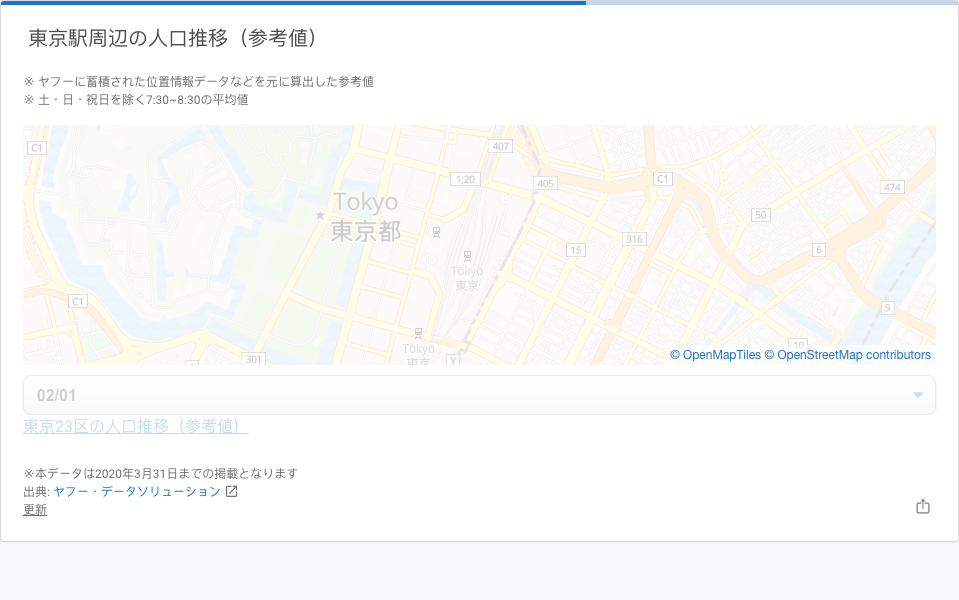 東京駅周辺の人口推移（参考値）
※ ヤフーに蓄積された位置情報データなどを元に算出した参考値
※ 土・日・祝日を除く7:30~8:30の平均値
C1
407
1;20
405
C1
474
Tokyo
東京都
50
316
15
6
Tōkyō
東京
C1
9
10
Tōkyō
東京
301
1
Y
© OpenMapTiles © OpenStreetMap contributors
02/01
東京23区の人口推移（参考値）
※本データは2020年3月31日までの掲載となります
出典: ヤフー・データソリューション
更新